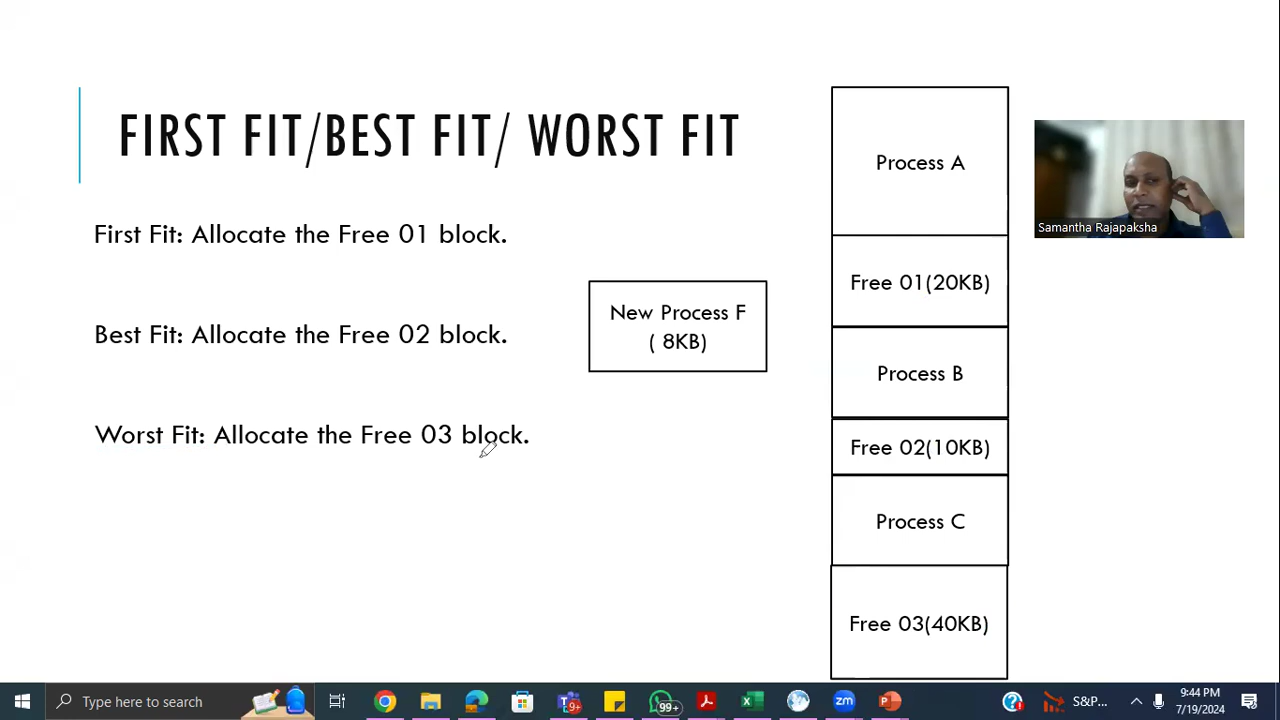 FIRST FIT/BEST FIT/ WORST FIT
First Fit: Allocate the Free 01 block.
Best Fit: Allocate the Free 02 block.
Worst Fit: Allocate the Free 03 block.
New Process F
( 8KB)
Process A
Free 01(20KB)
Process B
Free 02(10KB)
Process C
Free 03(40KB)
Samantha Rajapaksha
Type here to search
9+
99+
zm
S&P...
9:44 PM
7/19/2024